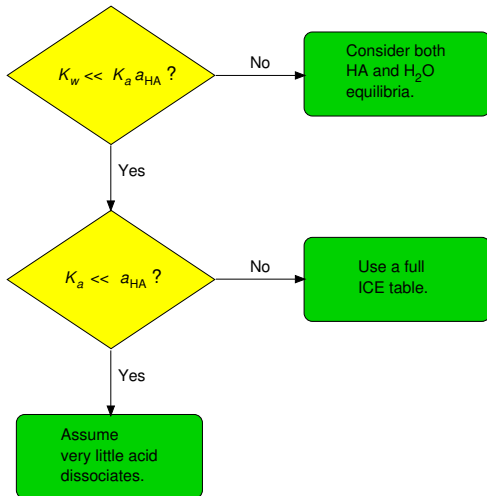 K_w << K_a a_HA ?
No
Consider both
HA and H₂O
equilibria.
Yes
K_a << a_HA ?
No
Use a full
ICE table.
Yes
Assume
very little acid
dissociates.